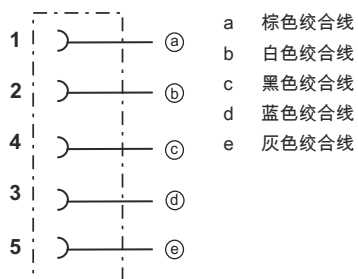 1 ⓐ
2 ⓑ
4 ⓒ
3 ⓓ
5 ⓔ
a 棕色绞合线
b 白色绞合线
c 黑色绞合线
d 蓝色绞合线
e 灰色绞合线